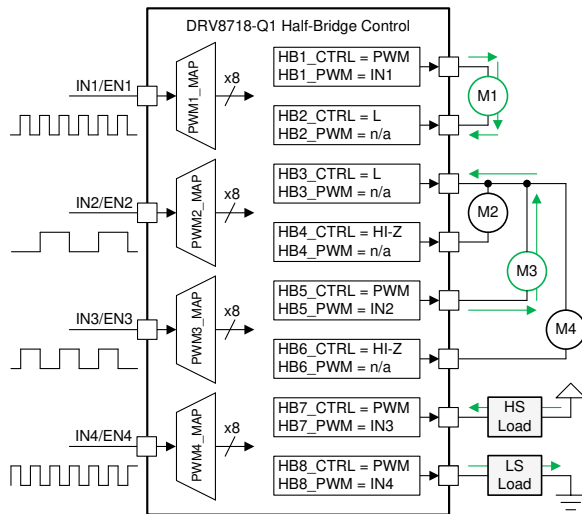 DRV8718-Q1 Half-Bridge Control
IN1/EN1
PWM1_MAP
x8
HB1_CTRL = PWM
HB1_PWM = IN1
M1
HB2_CTRL = L
HB2_PWM = n/a
IN2/EN2
PWM2_MAP
x8
HB3_CTRL = L
HB3_PWM = n/a
M2
HB4_CTRL = HI-Z
HB4_PWM = n/a
M3
IN3/EN3
PWM3_MAP
x8
HB5_CTRL = PWM
HB5_PWM = IN2
M4
HB6_CTRL = HI-Z
HB6_PWM = n/a
IN4/EN4
PWM4_MAP
x8
HB7_CTRL = PWM
HB7_PWM = IN3
HS
Load
HB8_CTRL = PWM
HB8_PWM = IN4
LS
Load